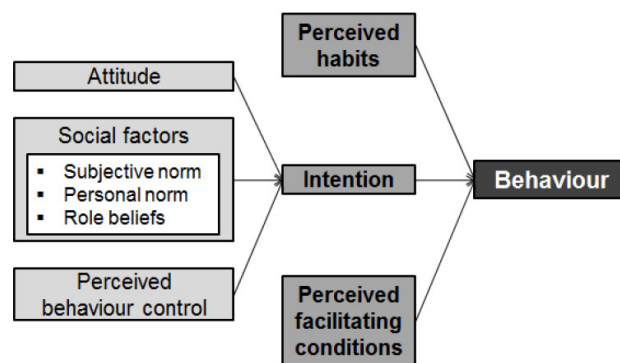 Attitude
Social factors
▪ Subjective norm
▪ Personal norm
▪ Role beliefs
Perceived
behaviour control
Perceived
habits
Intention
Perceived
facilitating
conditions
Behaviour